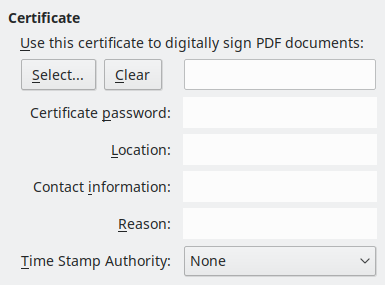 Certificate
Use this certificate to digitally sign PDF documents:
Select... Clear
Certificate password:
Location:
Contact information:
Reason:
Time Stamp Authority: None